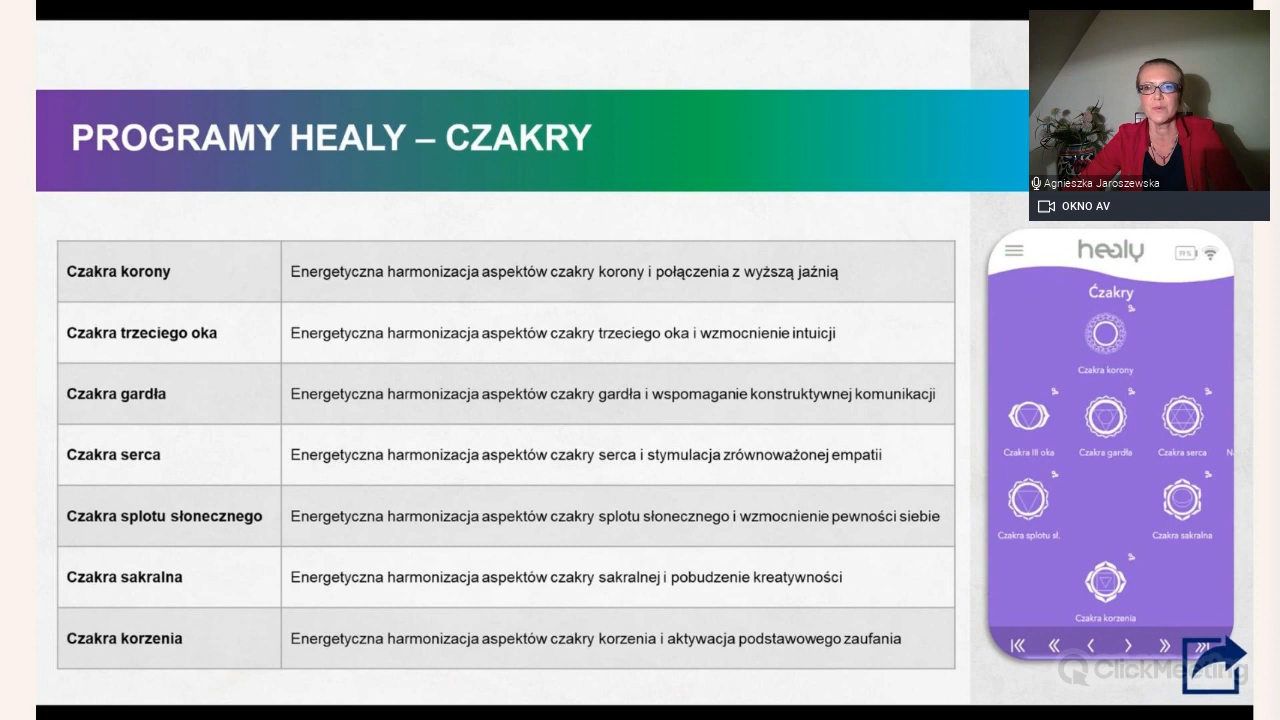 PROGRAMY HEALY – CZAKRY
Agnieszka Jaroszewska
OKNO AV
Czakra korony
Energetyczna harmonizacja aspektów czakry korony i połączenia z wyższą jaźnią
Czakra trzeciego oka
Energetyczna harmonizacja aspektów czakry trzeciego oka i wzmocnienie intuicji
Czakra gardła
Energetyczna harmonizacja aspektów czakry gardła i wspomaganie konstruktywnej komunikacji
Czakra serca
Energetyczna harmonizacja aspektów czakry serca i stymulacja zrównoważonej empatii
Czakra splotu słonecznego
Energetyczna harmonizacja aspektów czakry splotu słonecznego i wzmocnienie pewności siebie
Czakra sakralna
Energetyczna harmonizacja aspektów czakry sakralnej i pobudzenie kreatywności
Czakra korzenia
Energetyczna harmonizacja aspektów czakry korzenia i aktywacja podstawowego zaufania
healy
Czakry
Czakra korony
Czakra III oka
Czakra gardła
Czakra serca
Czakra splotu sł.
Czakra sakralna
Czakra korzenia
ClickMeeting